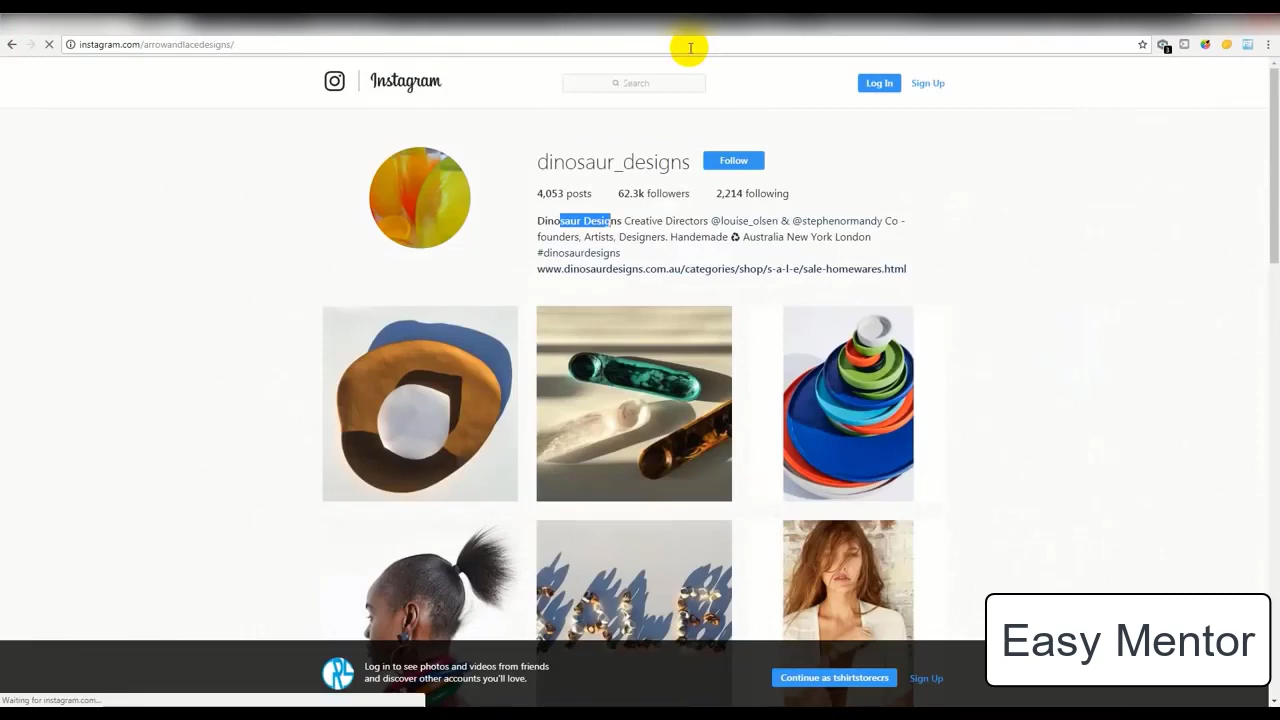 instagram.com/arrowandlacedesigns/
3
Instagram
Search
Log In
Sign Up
dinosaur_designs
Follow
4,053 posts 62.3k followers 2,214 following
Dinosaur Designs Creative Directors @louise_olsen & @stephenormandy Co -
founders, Artists, Designers. Handmade ♻ Australia New York London
#dinosaurdesigns
www.dinosaurdesigns.com.au/categories/shop/s-a-l-e/sale-homewares.html
Log in to see photos and videos from friends
and discover other accounts you'll love.
Continue as tshirtstorecrs
Sign Up
Easy Mentor
Waiting for instagram.com...